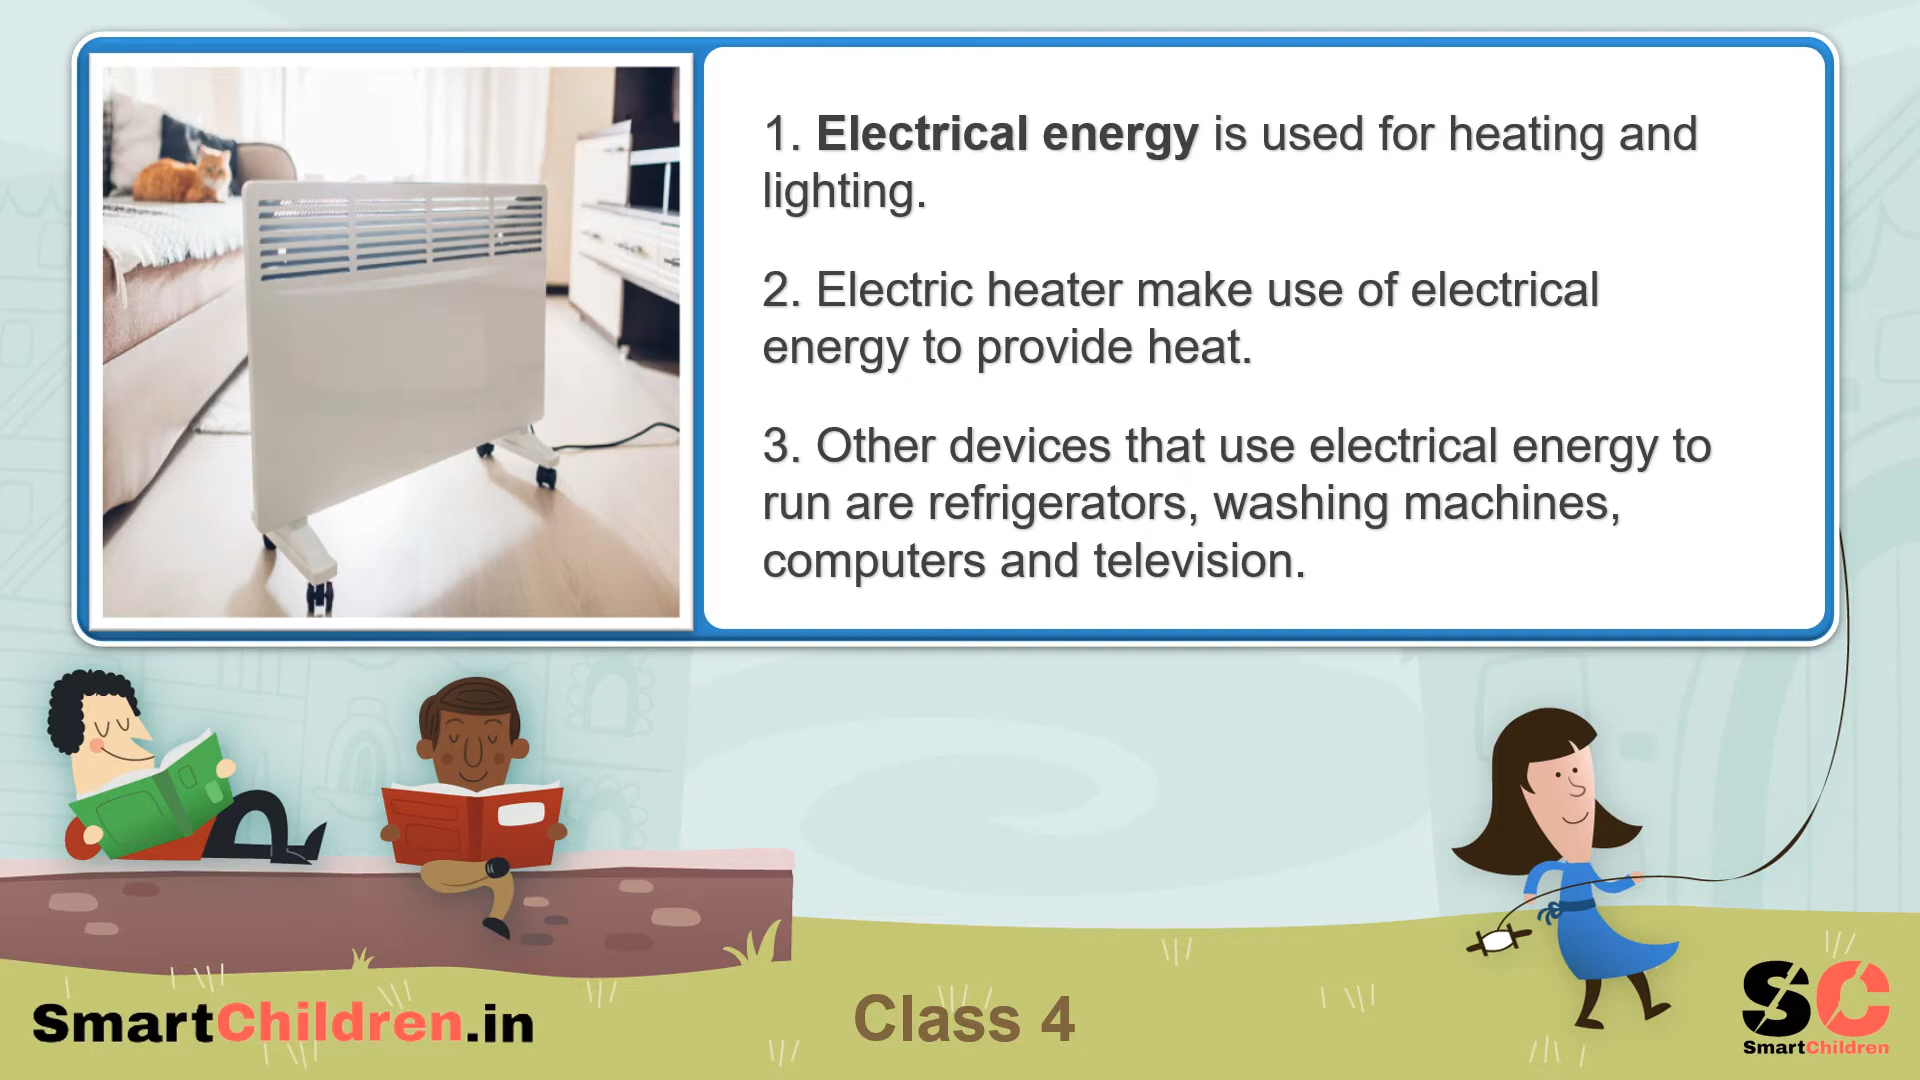 1. Electrical energy is used for heating and
lighting.
2. Electric heater make use of electrical
energy to provide heat.
3. Other devices that use electrical energy to
run are refrigerators, washing machines,
computers and television.
SmartChildren.in
Class 4
SC
SmartChildren